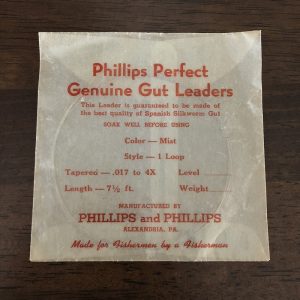 Phillips Perfect
Genuine Gut Leaders
This Leader is guaranteed to be made of
the best quality of Spanish Silkworm Gut
SOAK WELL BEFORE USING
Color — Mist
Style — 1 Loop
Tapered — .017 to 4X Level
Length — 7½ ft. Weight
MANUFACTURED BY
PHILLIPS and PHILLIPS
ALEXANDRIA, PA.
Made for Fishermen by a Fisherman